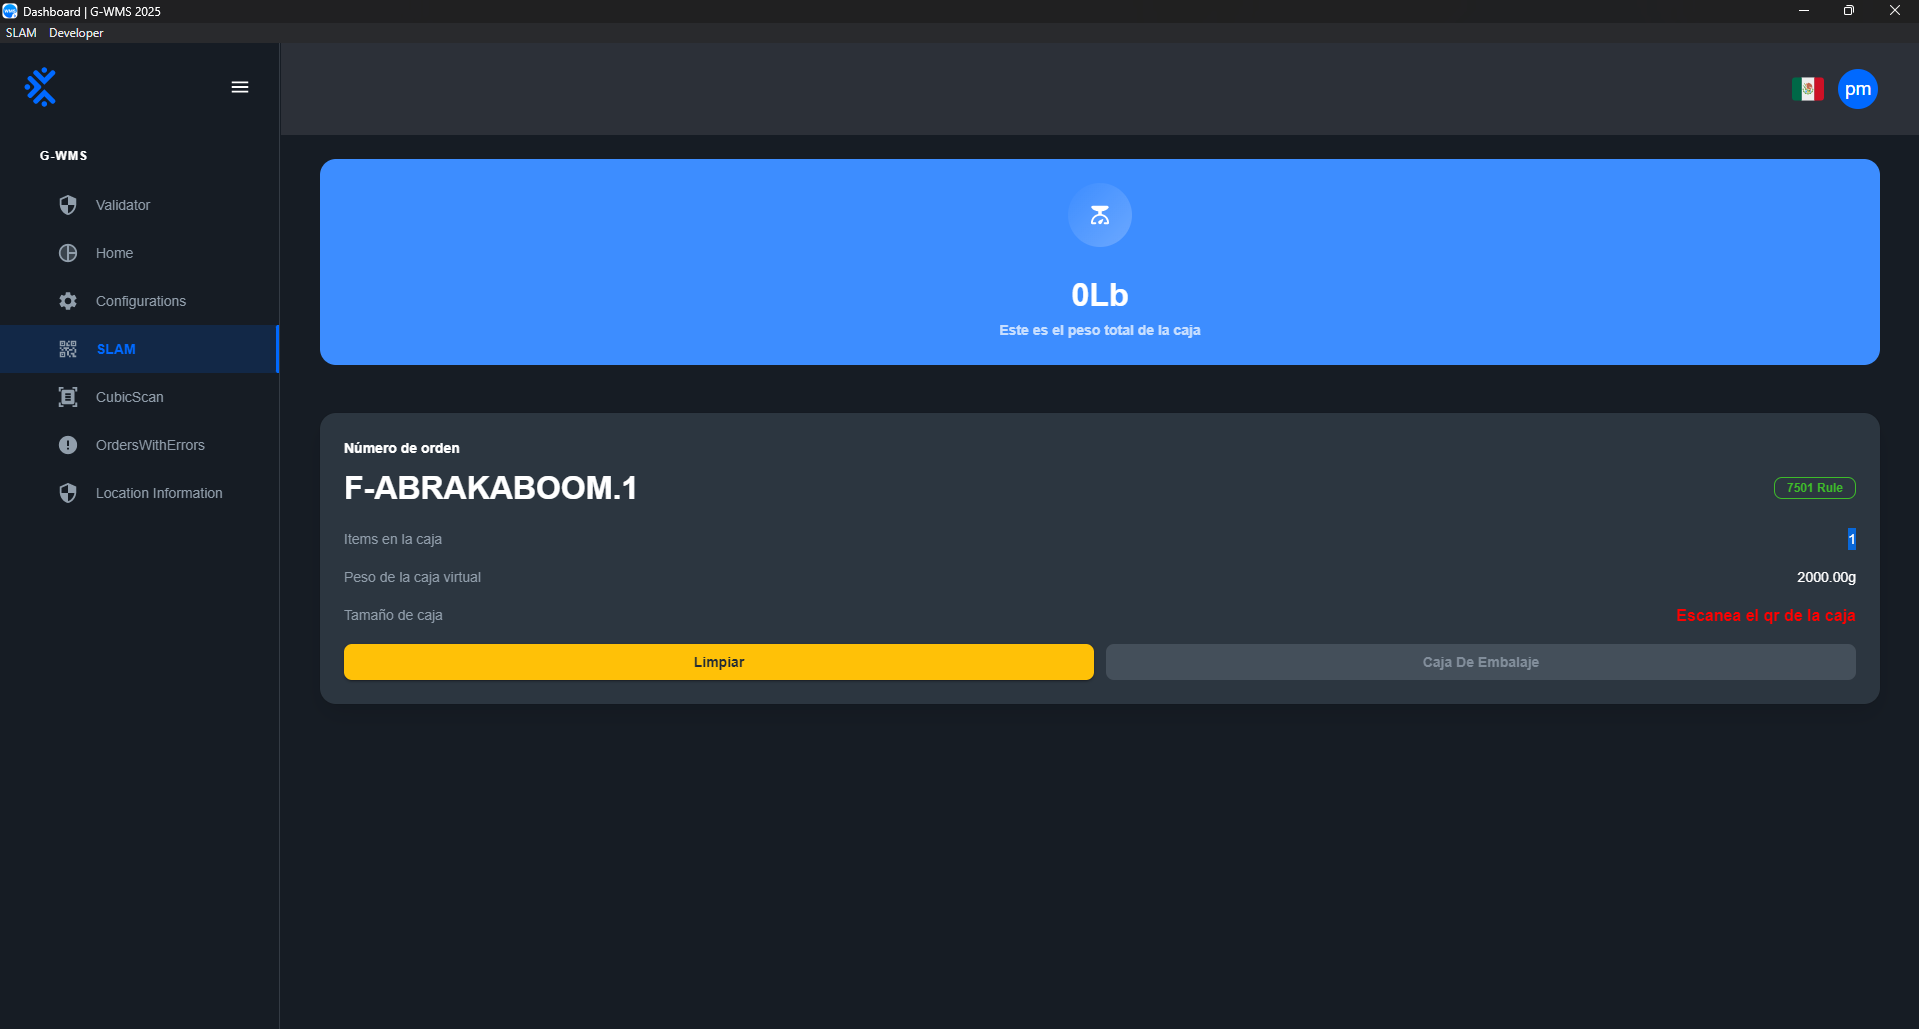 Dashboard | G-WMS 2025
SLAM Developer
pm
G-WMS
Validator
Home
Configurations
SLAM
CubicScan
OrdersWithErrors
Location Information
0Lb
Este es el peso total de la caja
Número de orden
F-ABRAKABOOM.1
7501 Rule
Items en la caja 1
Peso de la caja virtual 2000.00g
Tamaño de caja Escanea el qr de la caja
Limpiar Caja De Embalaje